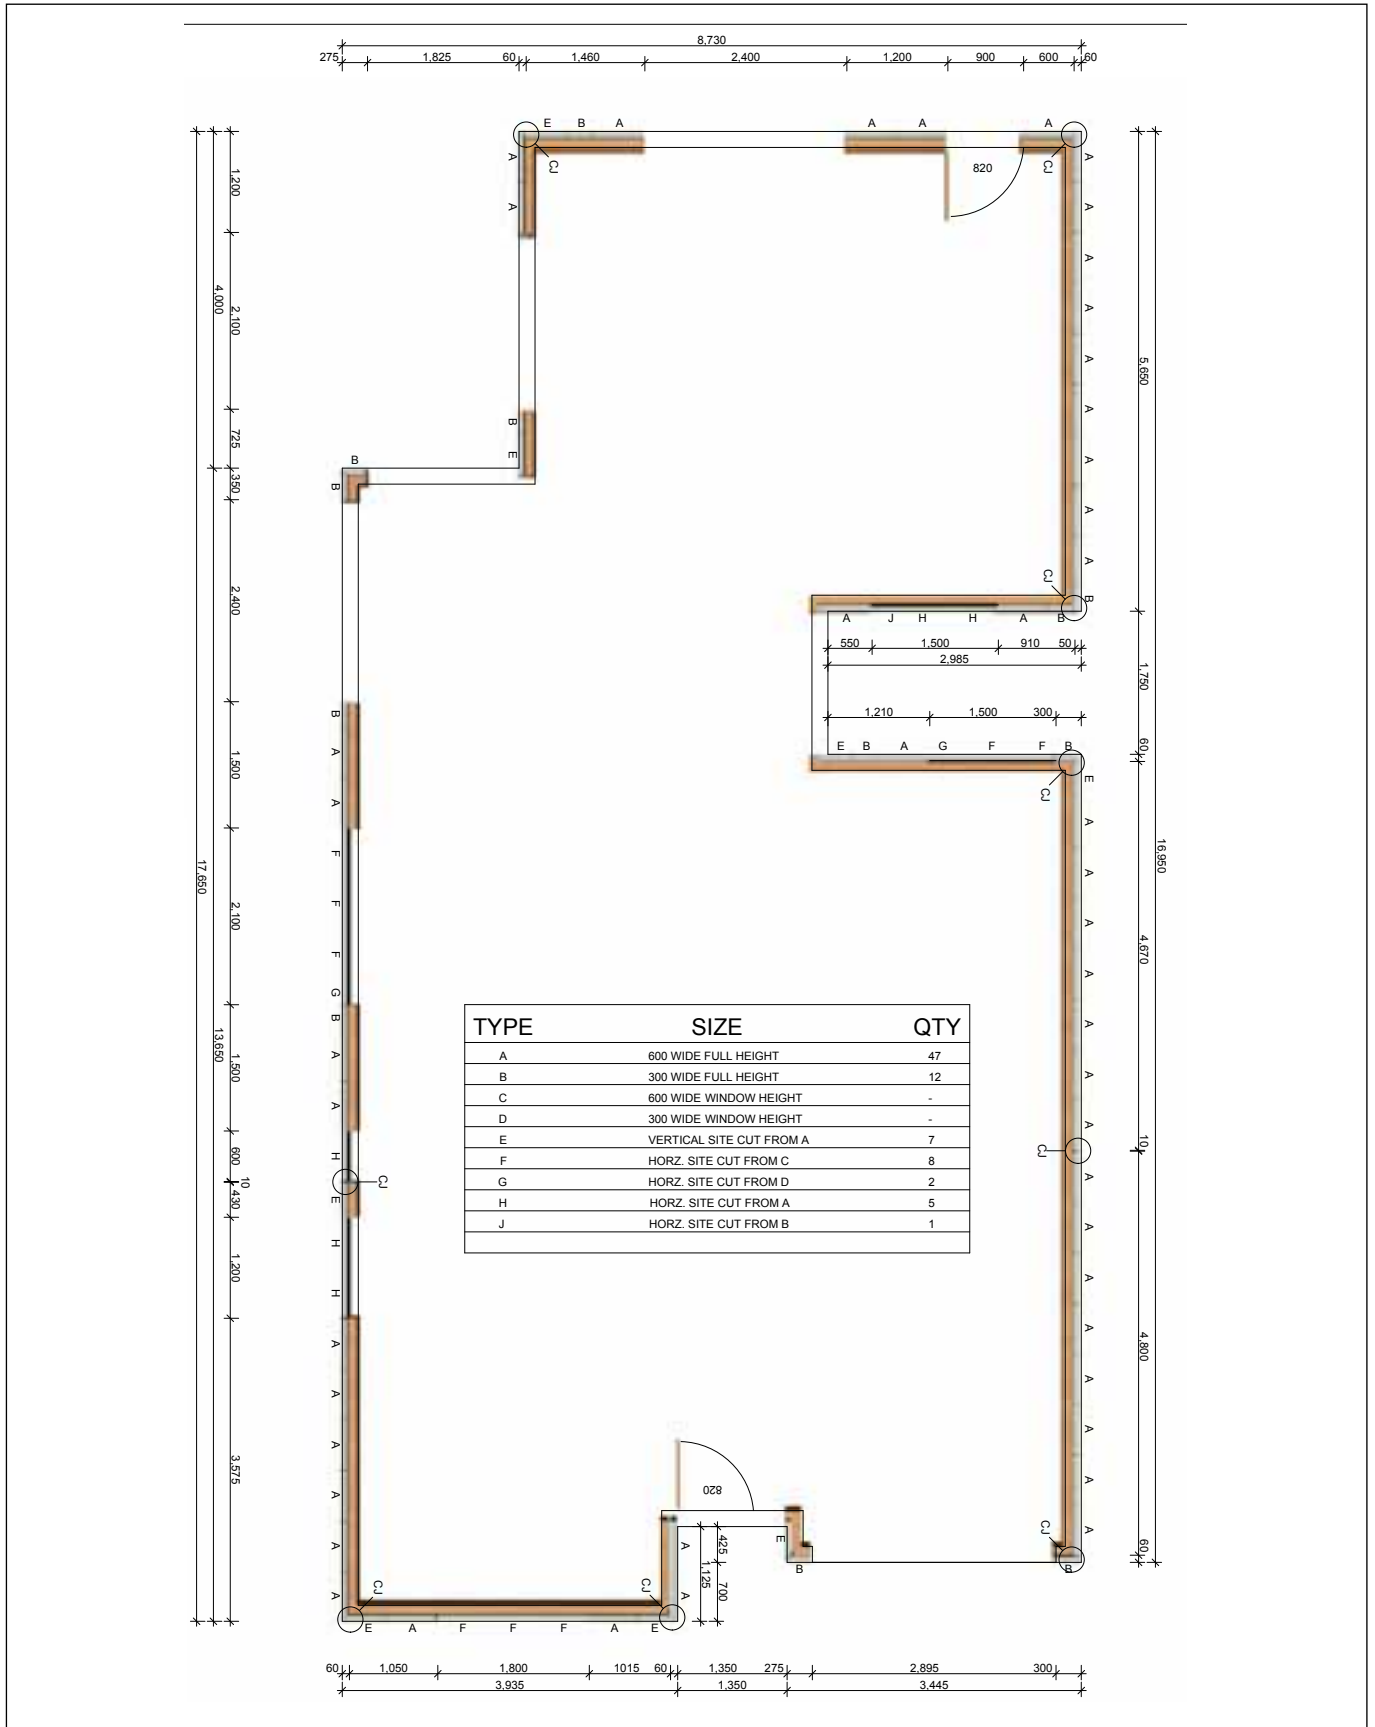 8,730
275 1,825 60 1,460 2,400 1,200 900 600 60
E B A A A A
CJ 820 CJ
A A
1,200
4,000
2,100
725
350
B E
B
B
A A A A A A A A A B
5,650
CJ
A J H H A B
550 1,500 910 50
2,985
1,750
1,210 1,500 300
60
E B A G F F B
CJ
E A A A A A A A
16,950
4,670
10
CJ
A A A A A A A A
4,800
60
17,650
13,650
2,400
1,500
2,100
1,500
600
10
430
1,200
3,575
B A A F F F G B A A H E H H A A A A A A
CJ
TYPE SIZE QTY
A 600 WIDE FULL HEIGHT 47
B 300 WIDE FULL HEIGHT 12
C 600 WIDE WINDOW HEIGHT -
D 300 WIDE WINDOW HEIGHT -
E VERTICAL SITE CUT FROM A 7
F HORZ. SITE CUT FROM C 8
G HORZ. SITE CUT FROM D 2
H HORZ. SITE CUT FROM A 5
J HORZ. SITE CUT FROM B 1
820
A A
425
1,125
700
E
B
CJ
B
CJ CJ
E A F F F A E
60 1,050 1,800 1015 60 1,350 275 2,895 300
3,935 1,350 3,445